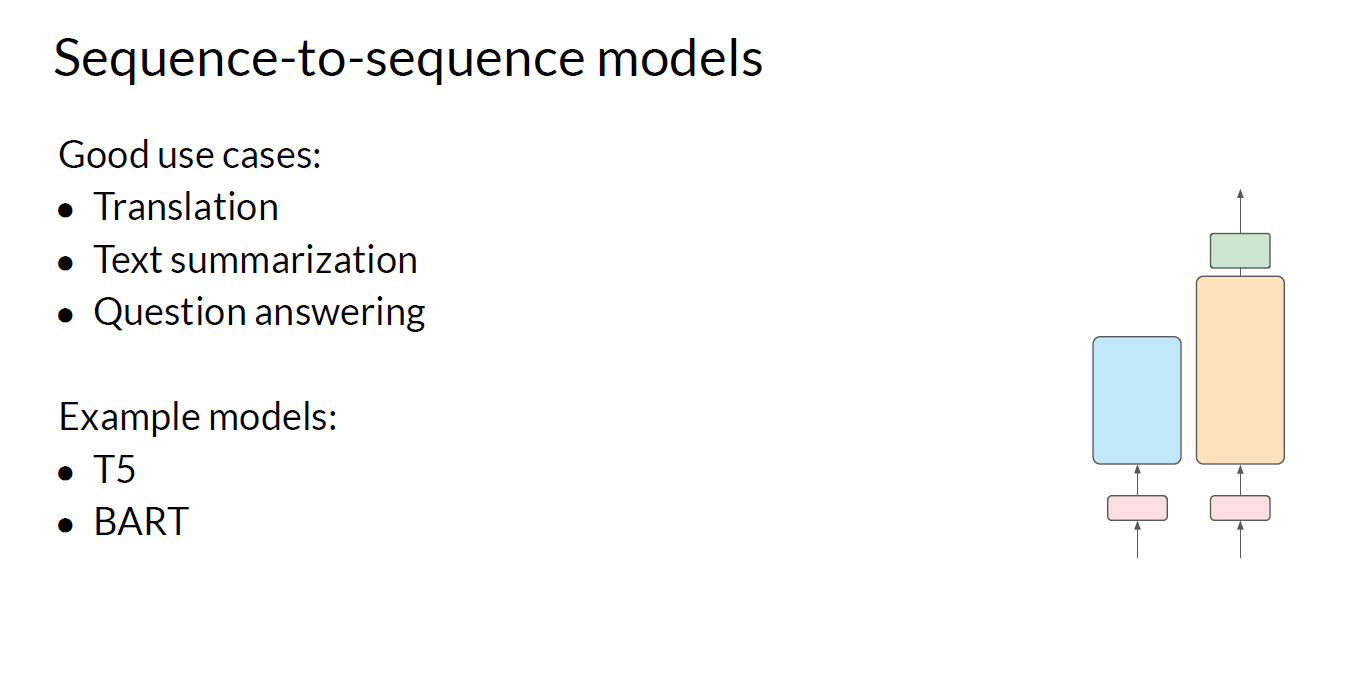 Sequence-to-sequence models
Good use cases:
● Translation
● Text summarization
● Question answering
Example models:
● T5
● BART